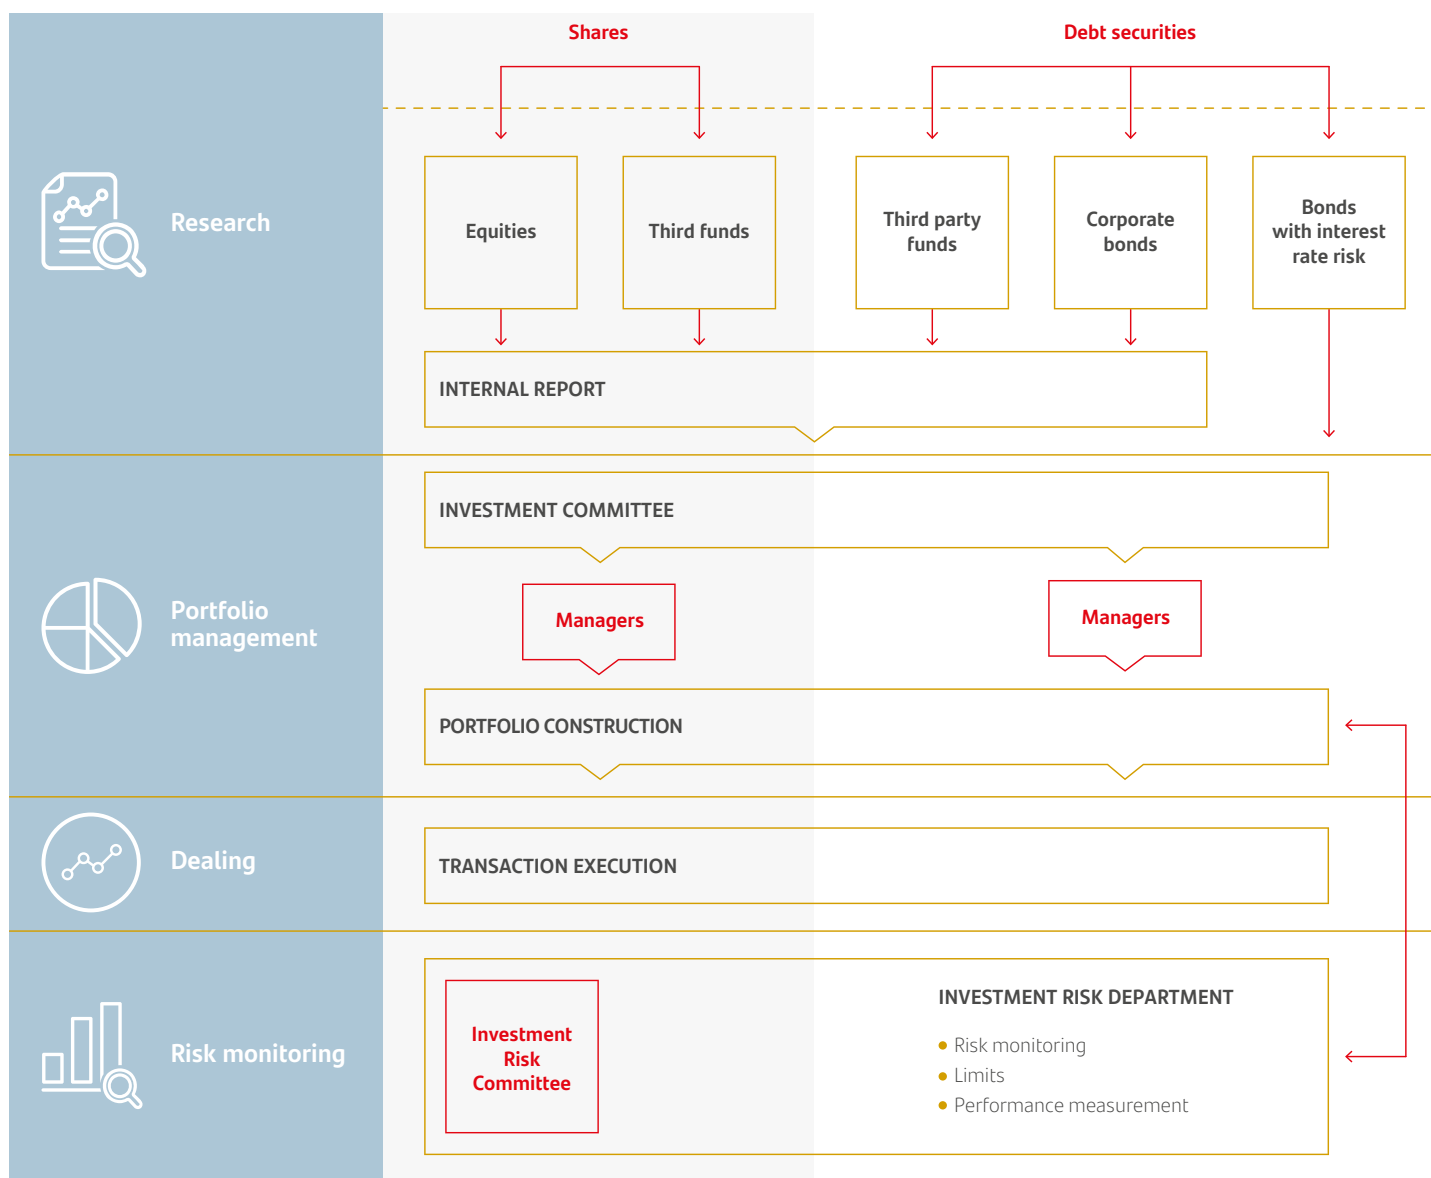 Shares
Debt securities
Research
Equities
Third funds
Third party
funds
Corporate
bonds
Bonds
with interest
rate risk
INTERNAL REPORT
Portfolio
management
INVESTMENT COMMITTEE
Managers
Managers
PORTFOLIO CONSTRUCTION
Dealing
TRANSACTION EXECUTION
Risk monitoring
Investment
Risk
Committee
INVESTMENT RISK DEPARTMENT
• Risk monitoring
• Limits
• Performance measurement